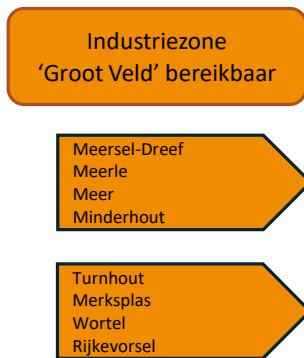 Industriezone
‘Groot Veld’ bereikbaar
Meersel-Dreef
Meerle
Meer
Minderhout
Turnhout
Merksplas
Wortel
Rijkevorsel